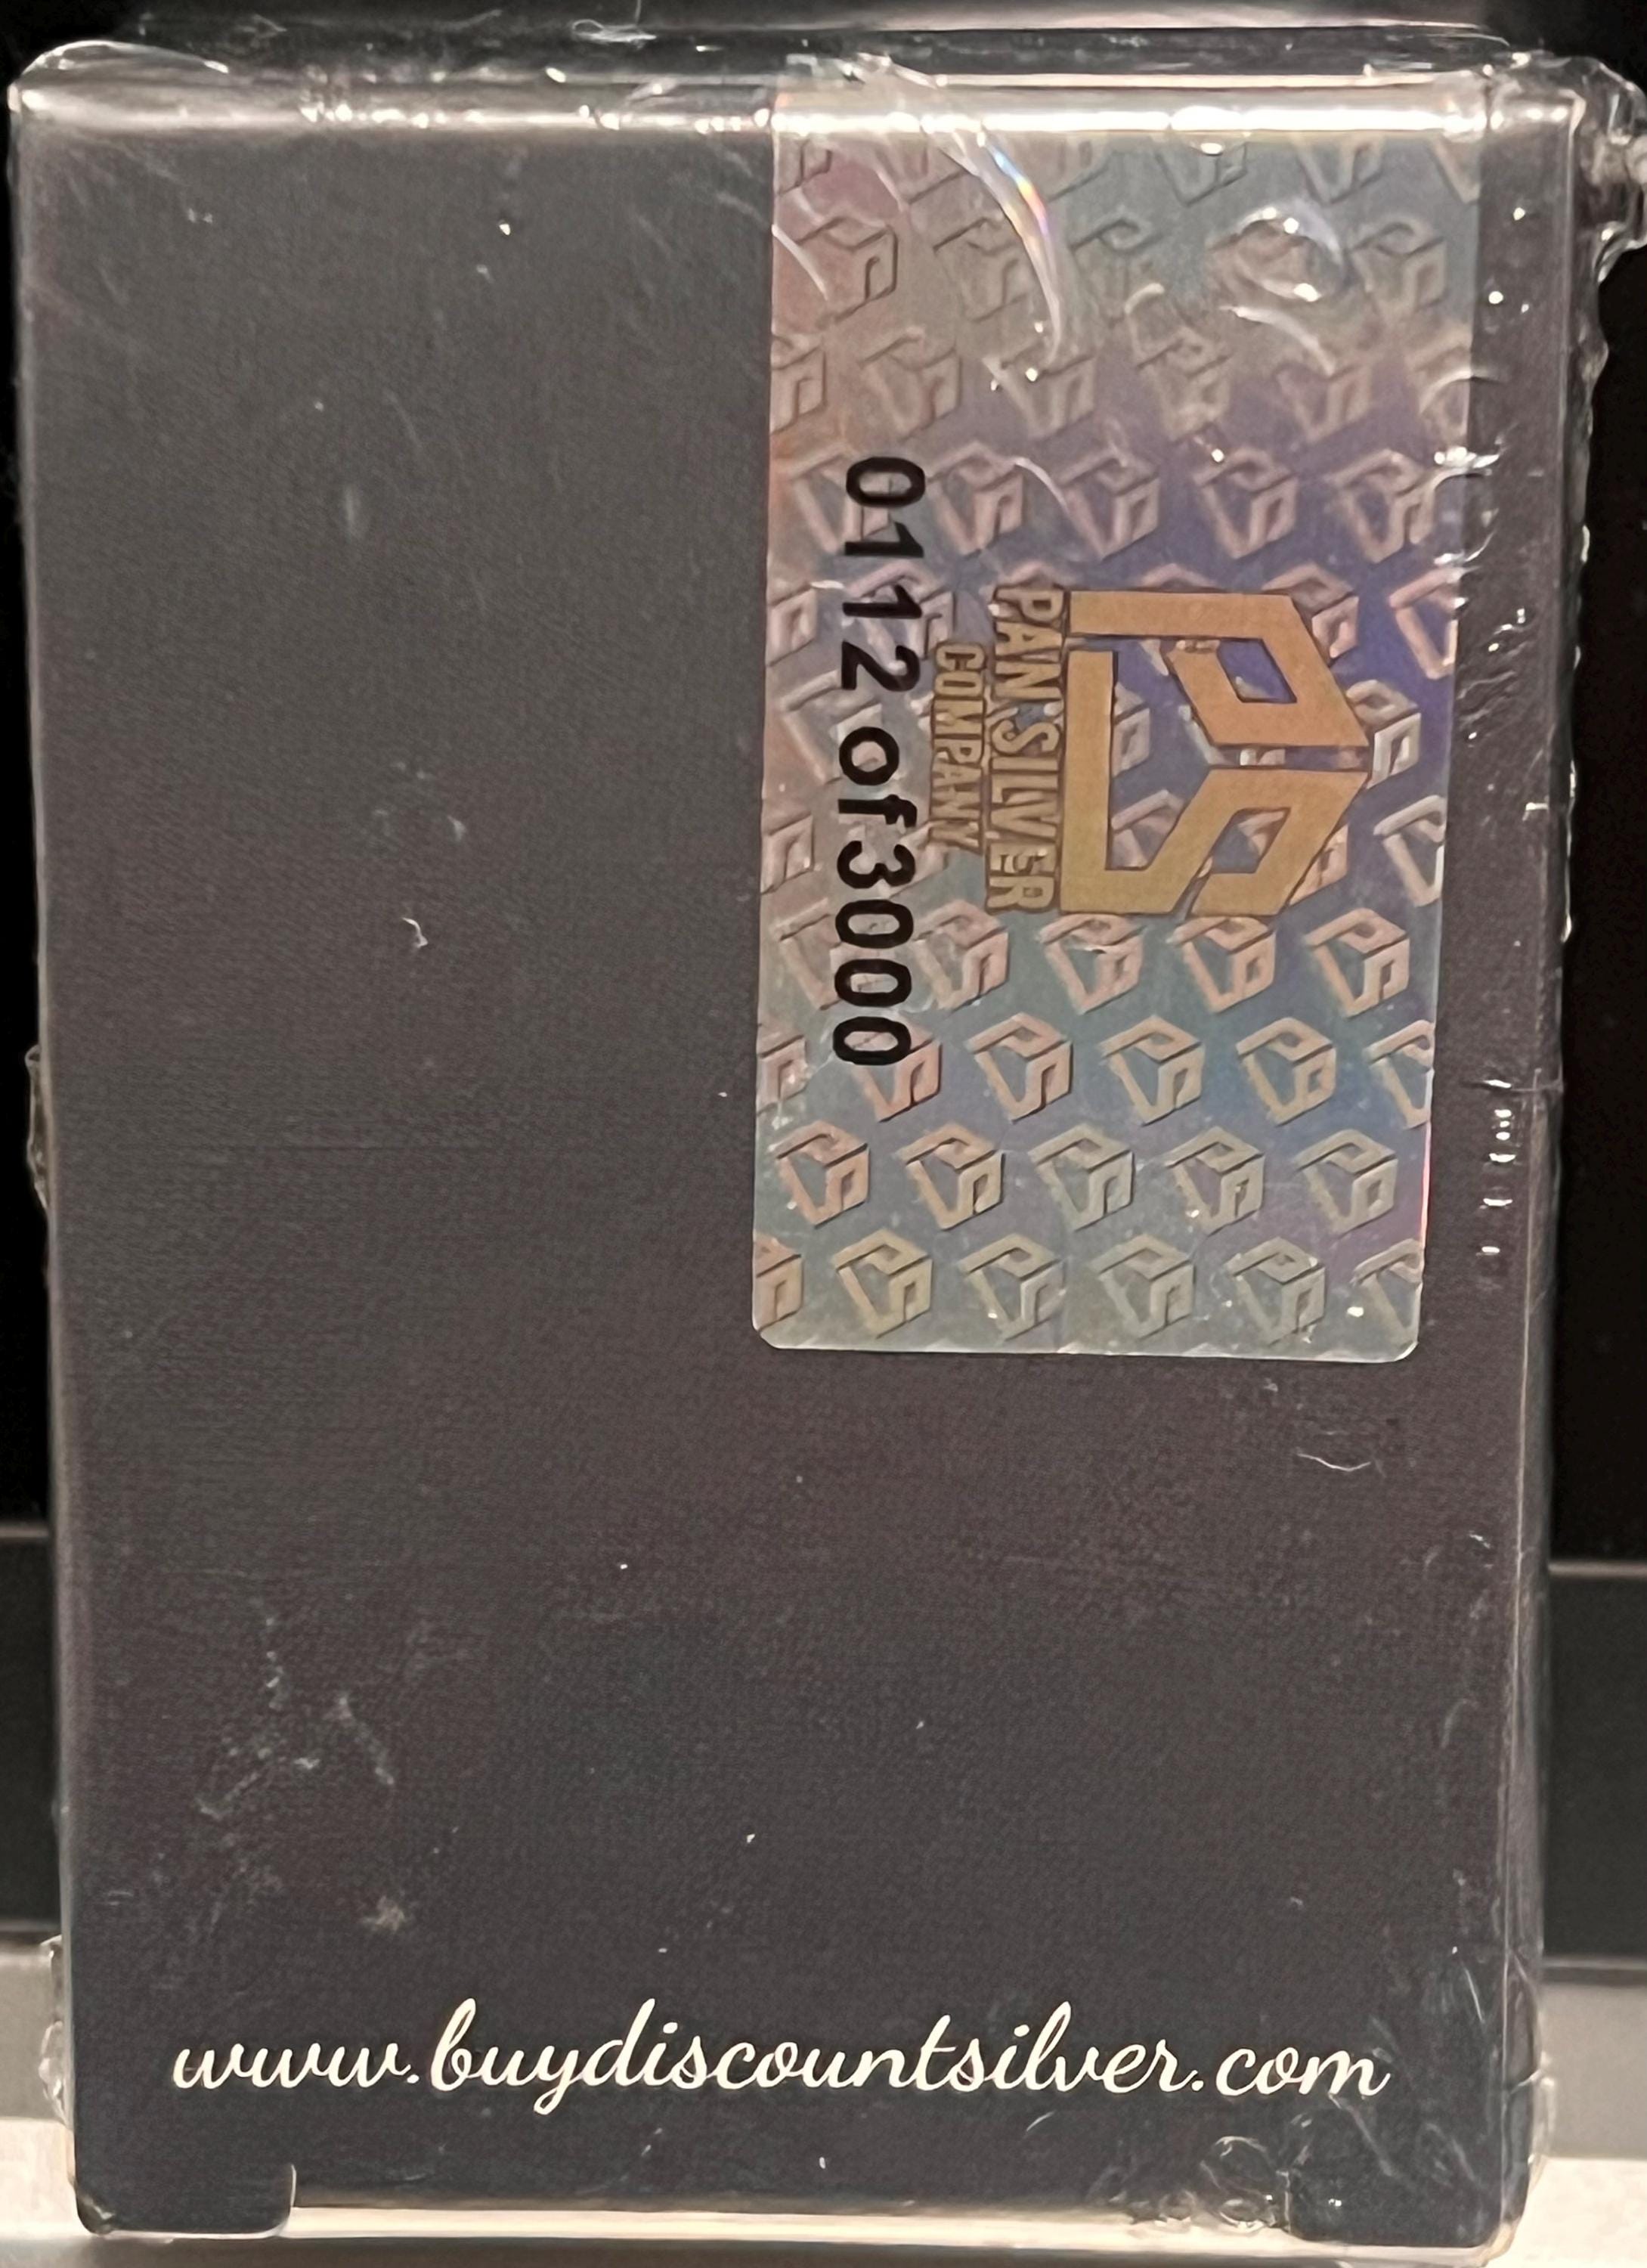 PAN SILVER
COMPANY
0112 of 3000
www.buydiscountsilver.com